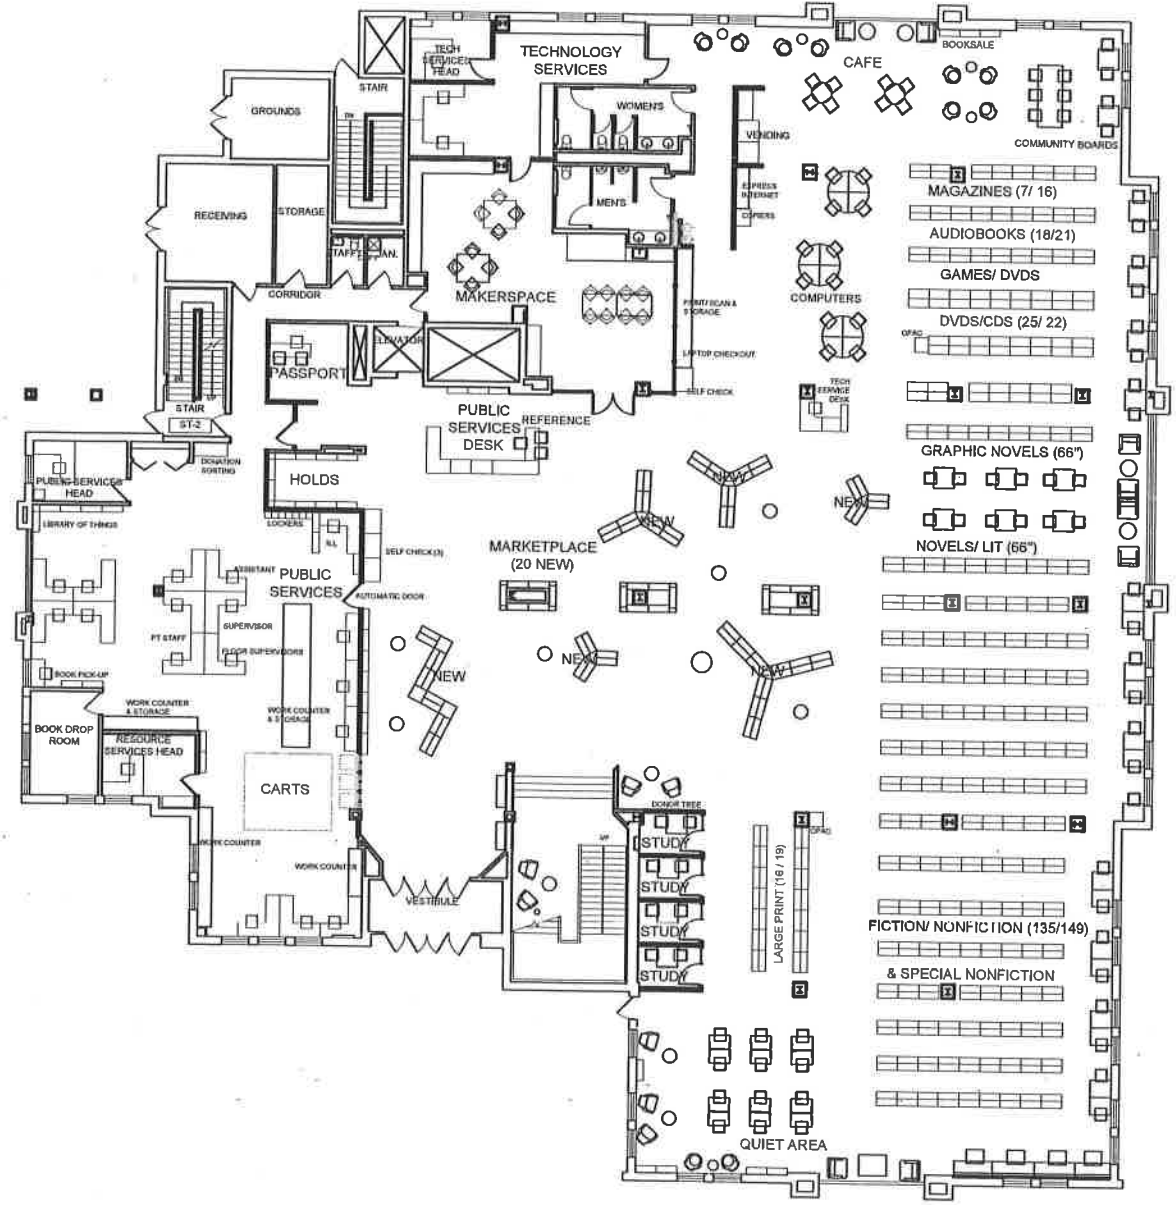 TECH
SERVICES
HEAD
TECHNOLOGY
SERVICES
CAFE
BOOKSALE
STAIR
DN
GROUNDS
WOMEN'S
VENDING
COMMUNITY BOARDS
MAGAZINES (7/ 16)
EXPRESS
INTERNET
COPIERS
RECEIVING
STORAGE
MEN'S
AUDIOBOOKS (18/21)
GAMES/ DVDS
CORRIDOR
MAKERSPACE
COMPUTERS
PRINT/ SCAN &
STORAGE
DVDS/CDS (25/ 22)
OPAC
ELEVATOR
LAPTOP CHECKOUT
PASSPORT
TECH
SERVICE
DESK
SELF CHECK
STAIR
ST-2
PUBLIC
SERVICES
DESK
REFERENCE
GRAPHIC NOVELS (66")
DONATION
SORTING
HOLDS
PUBLIC SERVICES
HEAD
NEW
NEW
NEW
LIBRARY OF THINGS
LOCKERS
ILL
SELF CHECK (3)
MARKETPLACE
(20 NEW)
NOVELS/ LIT (66")
ASSISTANT
PUBLIC
SERVICES
AUTOMATIC DOOR
SUPERVISOR
PT STAFF
FLOOR SUPERVISORS
NEW
NEW
NEW
BOOK PICK-UP
WORK COUNTER
& STORAGE
WORK COUNTER
& STORAGE
BOOK DROP
ROOM
RESOURCE
SERVICES HEAD
CARTS
DONOR TREE
OPAC
UP
STUDY
STUDY
STUDY
STUDY
LARGE PRINT (16 / 19)
WORK COUNTER
WORK COUNTER
VESTIBULE
FICTION/ NONFICTION (135/149)
& SPECIAL NONFICTION
QUIET AREA